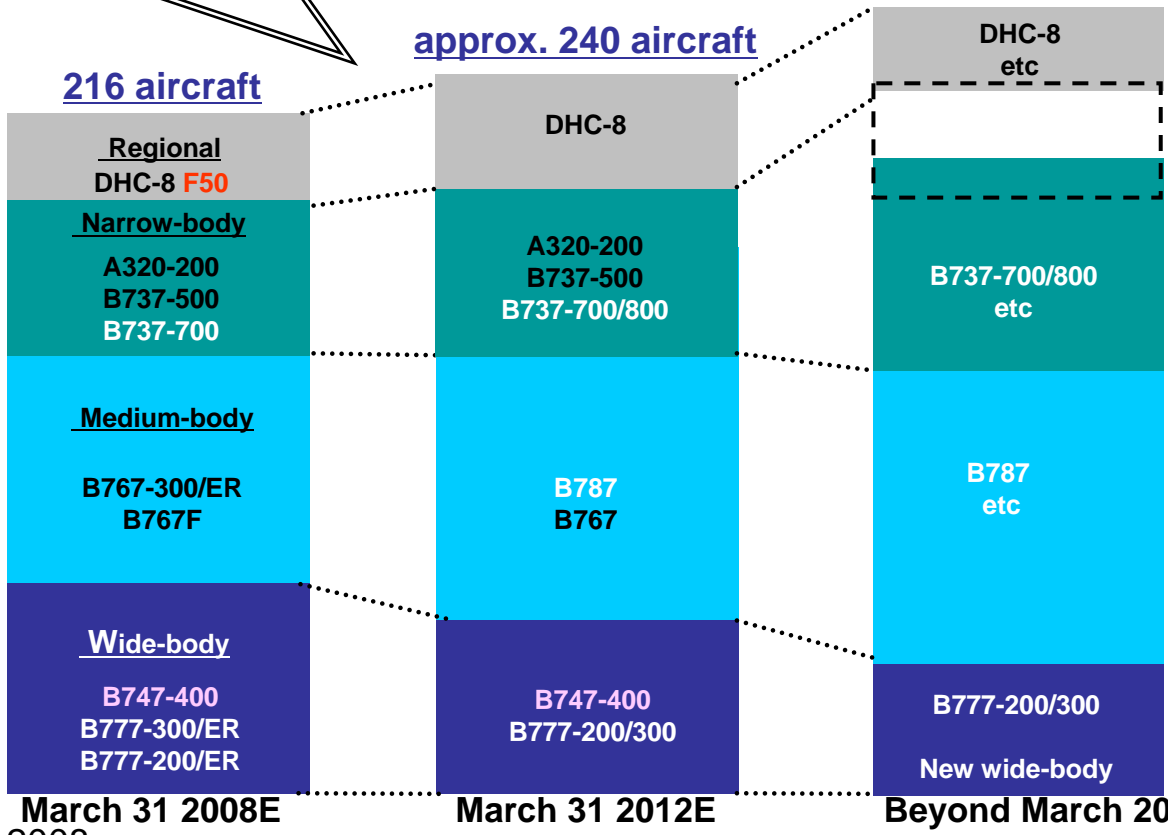 216 aircraft
Regional
DHC-8 F50
Narrow-body
A320-200
B737-500
B737-700
Medium-body
B767-300/ER
B767F
Wide-body
B747-400
B777-300/ER
B777-200/ER
March 31 2008E
approx. 240 aircraft
DHC-8
A320-200
B737-500
B737-700/800
B787
B767
B747-400
B777-200/300
March 31 2012E
DHC-8
etc
B737-700/800
etc
B787
etc
B777-200/300
New wide-body
Beyond March 20